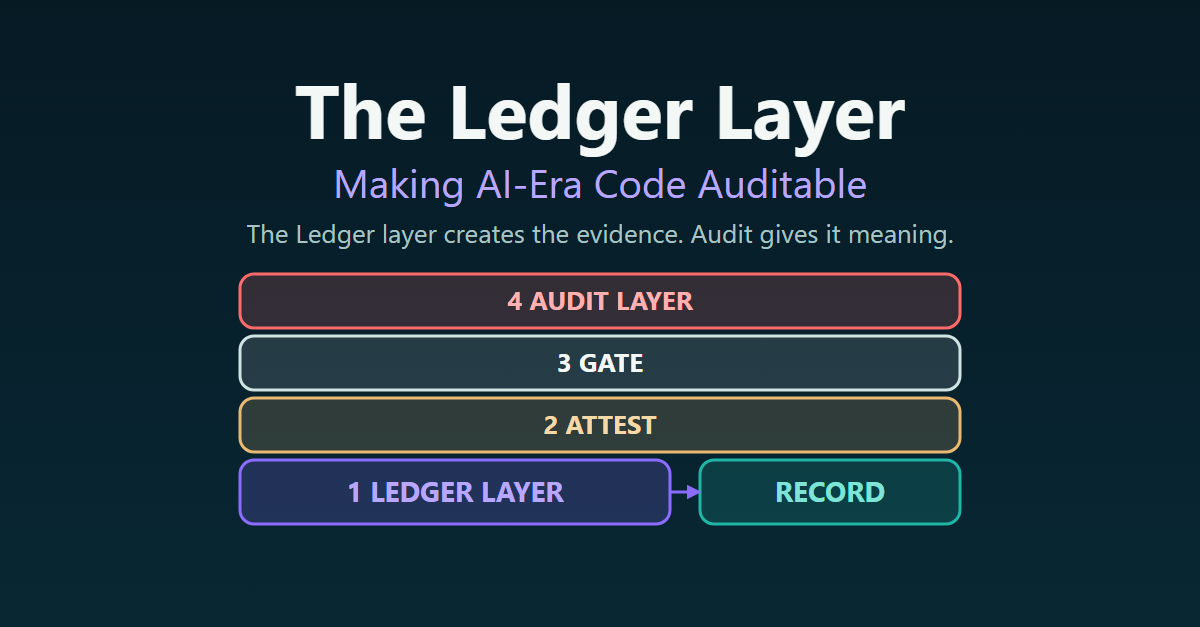 The Ledger Layer
Making AI-Era Code Auditable
The Ledger layer creates the evidence. Audit gives it meaning.
4 AUDIT LAYER
3 GATE
2 ATTEST
1 LEDGER LAYER
RECORD